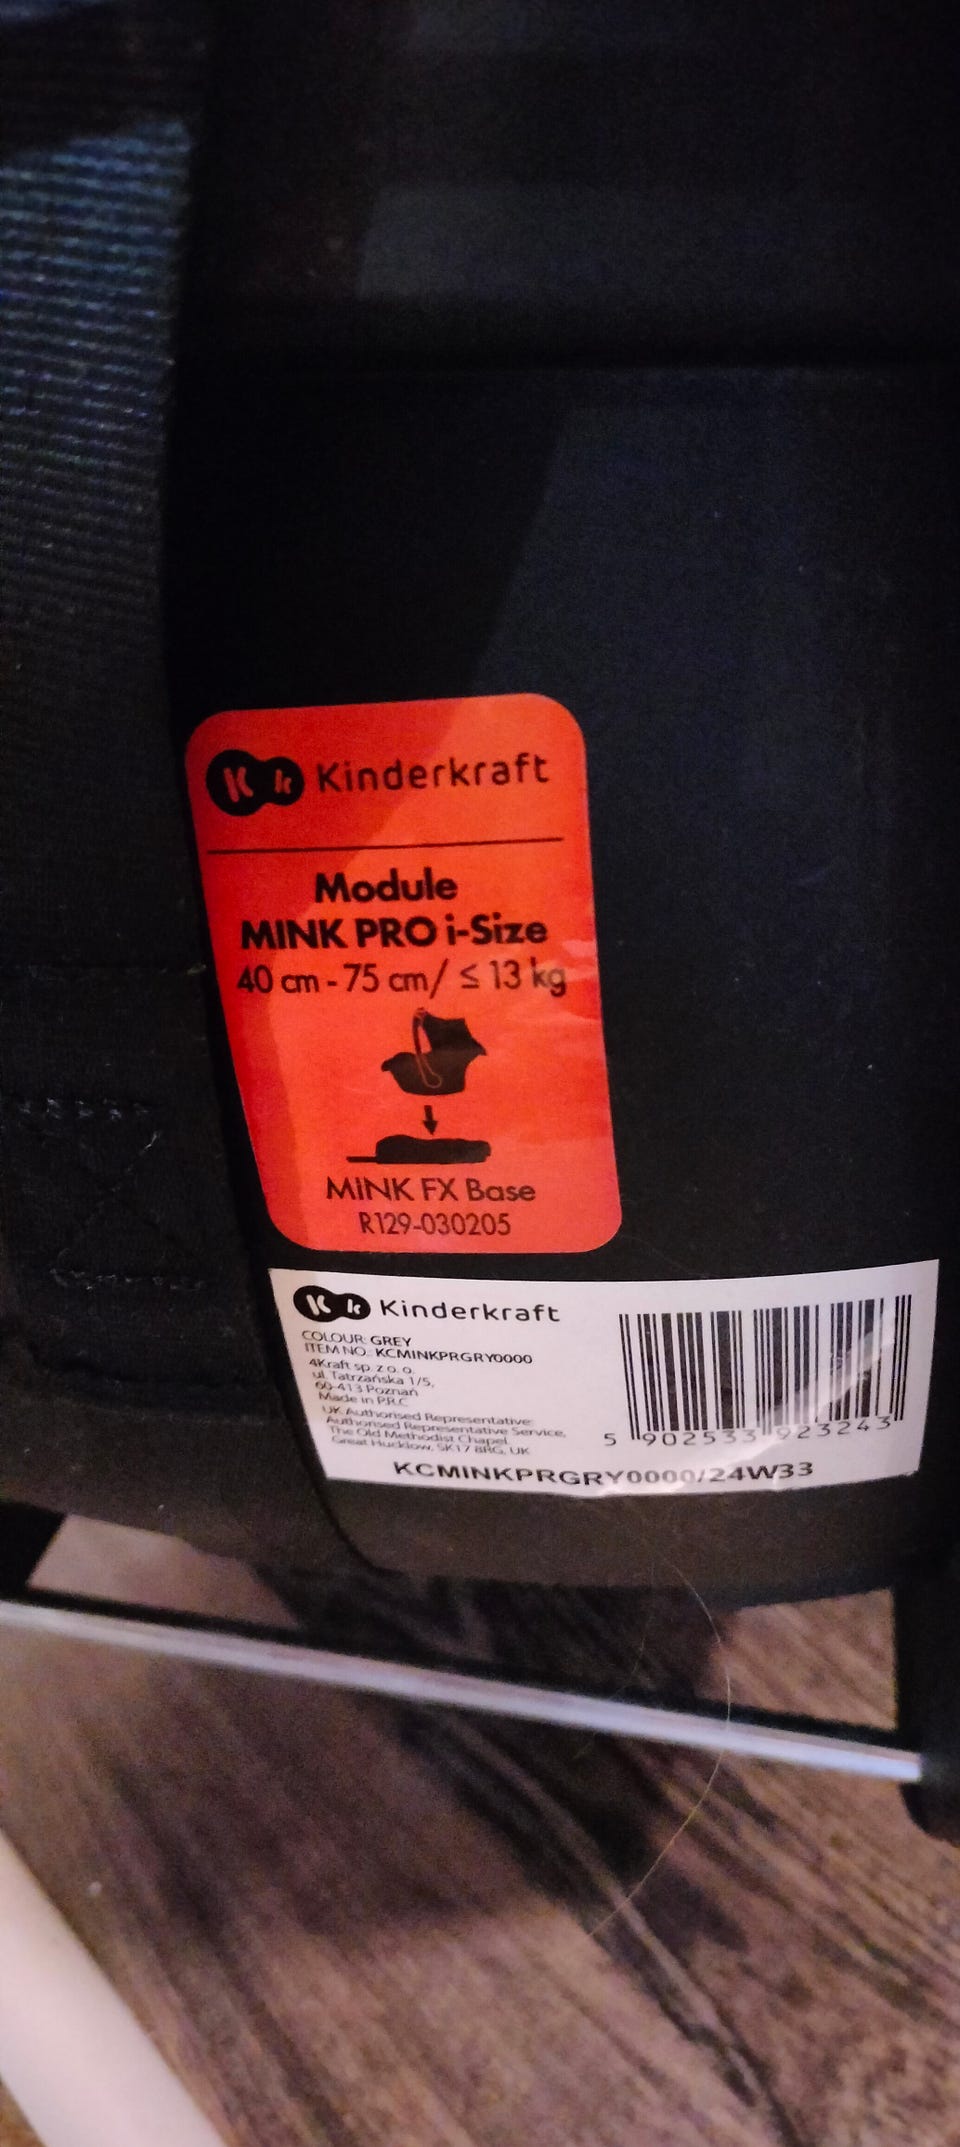 Kk Kinderkraft
Module
MINK PRO i-Size
40 cm - 75 cm/ ≤ 13 kg
MINK FX Base
R129-030205
Kk Kinderkraft
COLOUR: GREY
ITEM NO.: KCMINKPRGRY0000
4Kraft sp. z o.o.
ul. Tatrzańska 1/5,
60-413 Poznań
Made in P.R.C
UK Authorised Representative:
Authorised Representative Service,
The Old Methodist Chapel
Great Hucklow, SK17 8RG, UK
5 902533 923243
KCMINKPRGRY0000/24W33